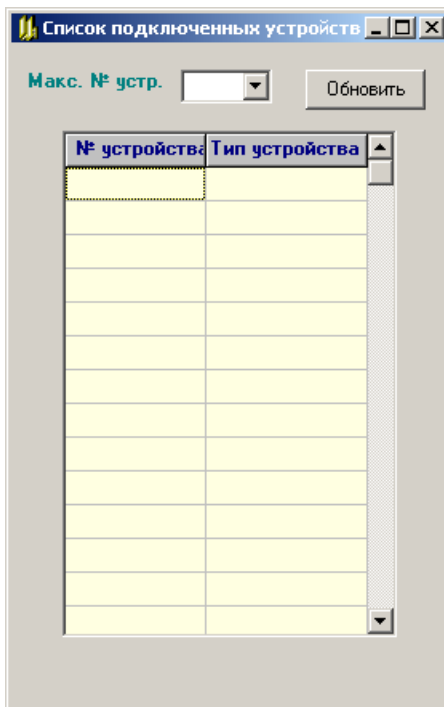 Список подключенных устройств
Макс. № устр.
Обновить
№ устройства Тип устройства